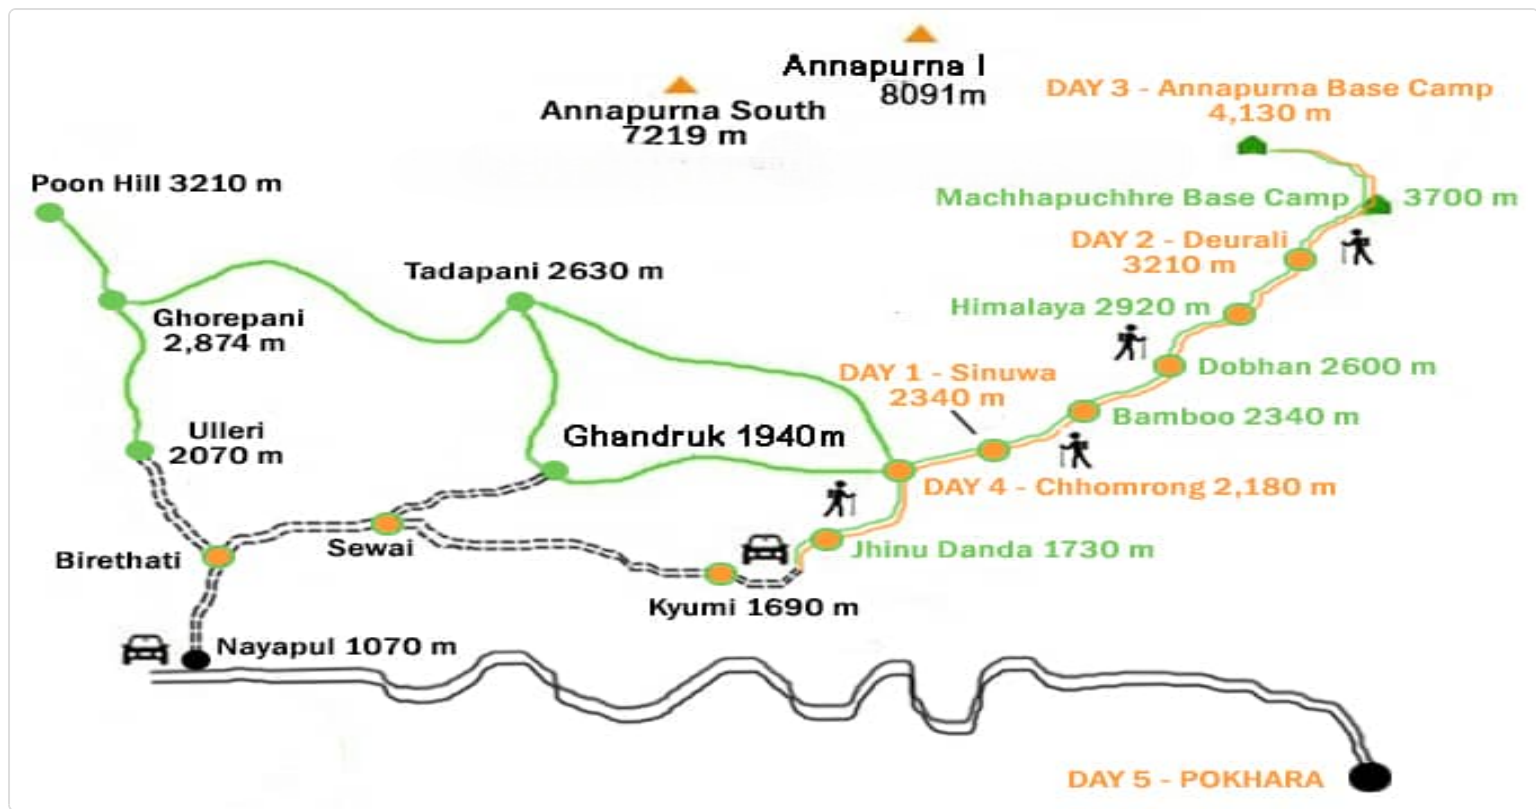 Annapurna I
8091m
DAY 3 - Annapurna Base Camp
4,130 m
Annapurna South
7219 m
Poon Hill 3210 m
Machhapuchhre Base Camp 3700 m
DAY 2 - Deurali
3210 m
Tadapani 2630 m
Himalaya 2920 m
Ghorepani
2,874 m
DAY 1 - Sinuwa
2340 m
Dobhan 2600 m
Bamboo 2340 m
Ulleri
2070 m
Ghandruk 1940m
DAY 4 - Chhomrong 2,180 m
Birethati
Sewai
Jhinu Danda 1730 m
Kyumi 1690 m
Nayapul 1070 m
DAY 5 - POKHARA